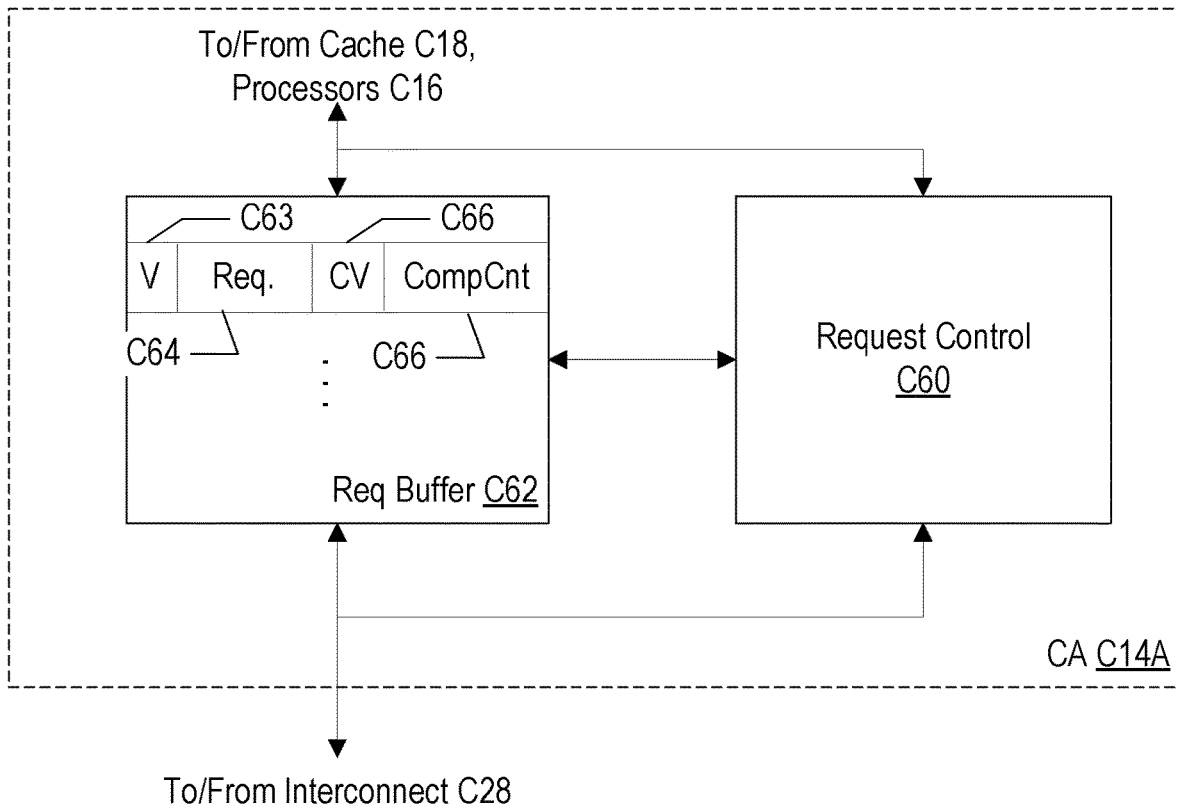 To/From Cache C18,
Processors C16
C63
C66
V Req. CV CompCnt
C64
C66
Req Buffer C62
Request Control
C60
CA C14A
To/From Interconnect C28